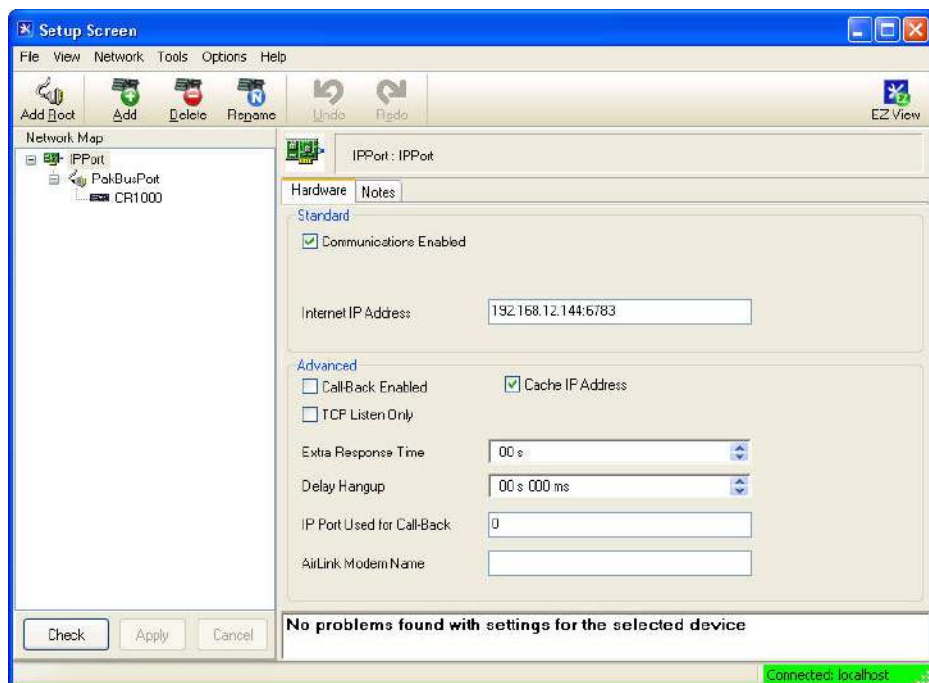 Setup Screen
File View Network Tools Options Help
Add Root Add Delete Rename Undo Redo EZ View
Network Map
IPPort
PakBusPort
CR1000
IPPort : IPPort
Hardware Notes
Standard
Communications Enabled
Internet IP Address 192.168.12.144:6783
Advanced
Call-Back Enabled Cache IP Address
TCP Listen Only
Extra Response Time 00 s
Delay Hangup 00 s 000 ms
IP Port Used for Call-Back 0
AirLink Modem Name
Check Apply Cancel
No problems found with settings for the selected device
Connected: localhost